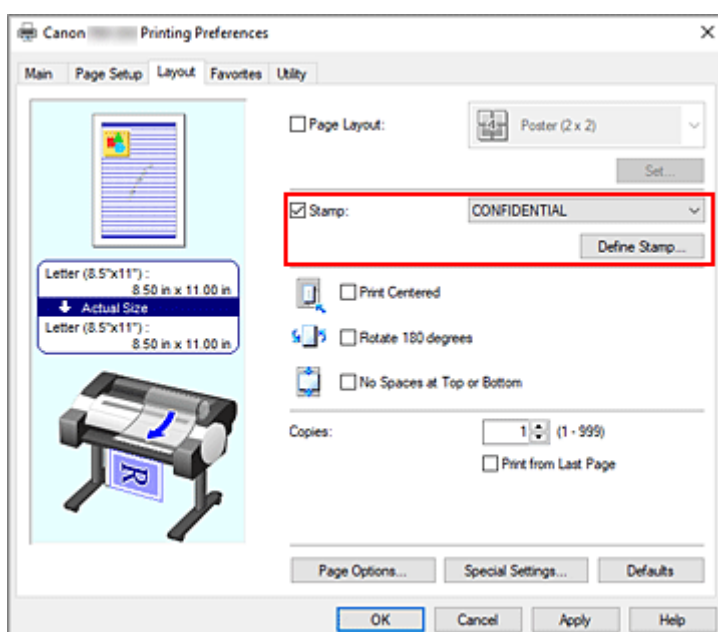 Canon Printing Preferences
Main Page Setup Layout Favorites Utility
Page Layout: Poster (2 x 2)
Set...
Stamp: CONFIDENTIAL
Define Stamp...
Letter (8.5"x11") :
8.50 in x 11.00 in
Actual Size
Letter (8.5"x11") :
8.50 in x 11.00 in
Print Centered
Rotate 180 degrees
No Spaces at Top or Bottom
Copies: 1 (1 - 999)
Print from Last Page
R
Page Options... Special Settings... Defaults
OK Cancel Apply Help